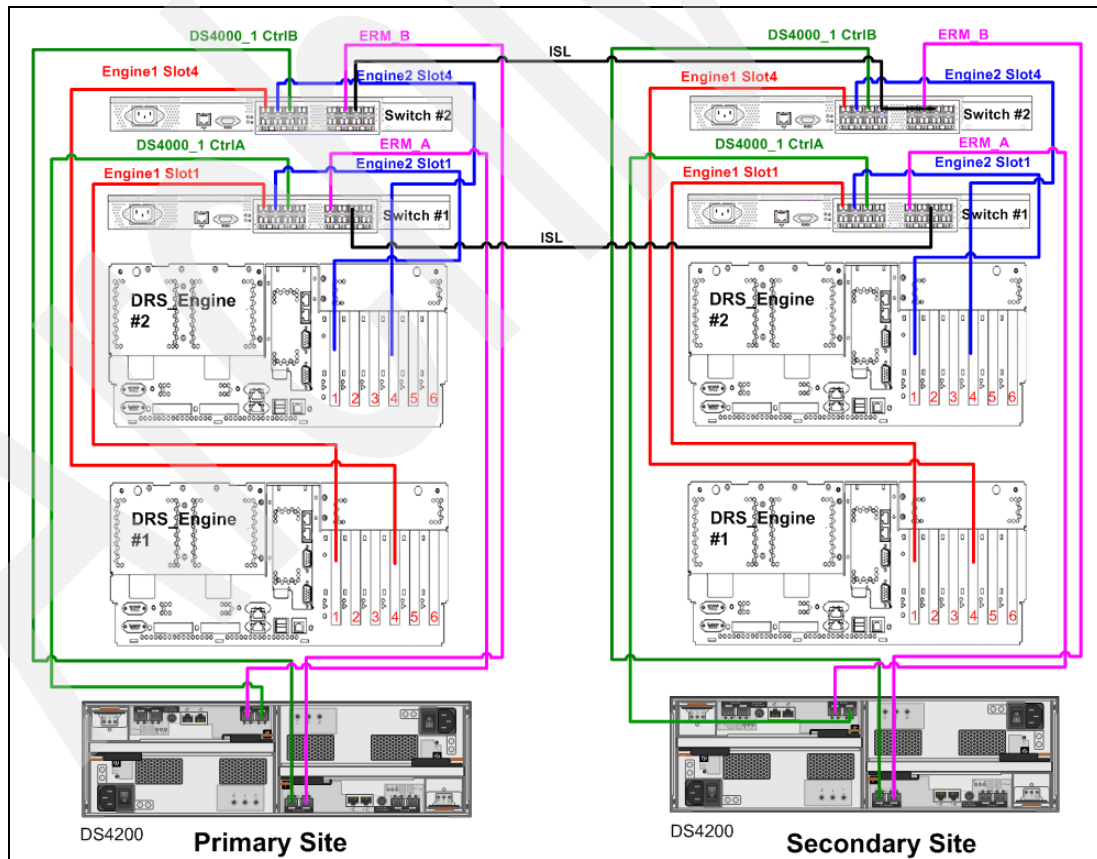 DS4000_1 CtrlB
ERM_B
ISL
DS4000_1 CtrlB
ERM_B
Engine1 Slot4
Engine2 Slot4
Engine1 Slot4
Engine2 Slot4
Switch #2
Switch #2
DS4000_1 CtrlA
ERM_A
DS4000_1 CtrlA
ERM_A
Engine1 Slot1
Engine2 Slot1
Engine1 Slot1
Engine2 Slot1
Switch #1
Switch #1
ISL
DRS_Engine
#2
DRS_Engine
#2
1 2 3 4 5 6
1 2 3 4 5 6
DRS_Engine
#1
DRS_Engine
#1
1 2 3 4 5 6
1 2 3 4 5 6
DS4200
Primary Site
DS4200
Secondary Site